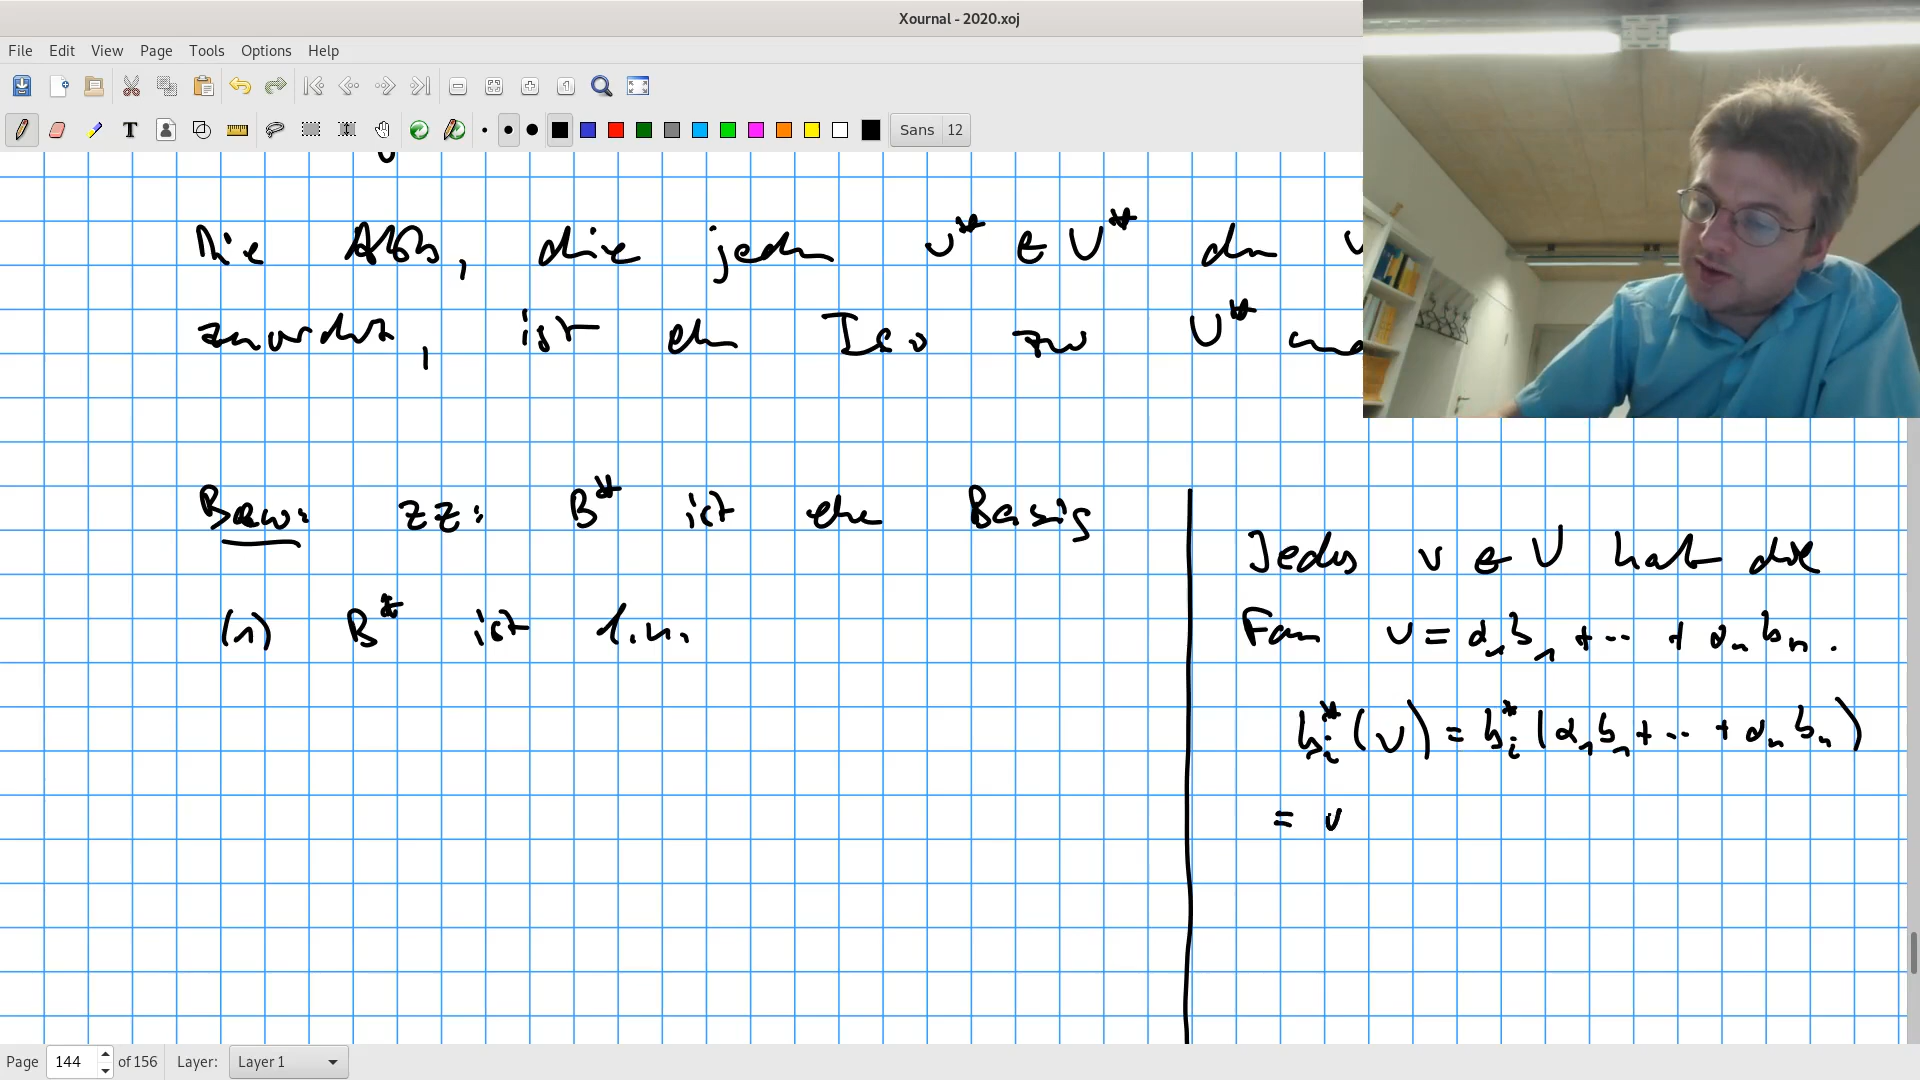 Xournal - 2020.xoj
File Edit View Page Tools Options Help
Sans 12
Die Abb, die jedem v* ∈ V* den v
zuordnet, ist ein Iso zw V* und
Bew: zz: B* ist eine Basis
(1) B* ist l.u.
Jedes v ∈ V hat die
Form v = α₁b₁ + ... + αₙbₙ.
bᵢ*(v) = bᵢ*(α₁b₁ + ... + αₙbₙ)
= v
Page 144 of 156 Layer: Layer 1